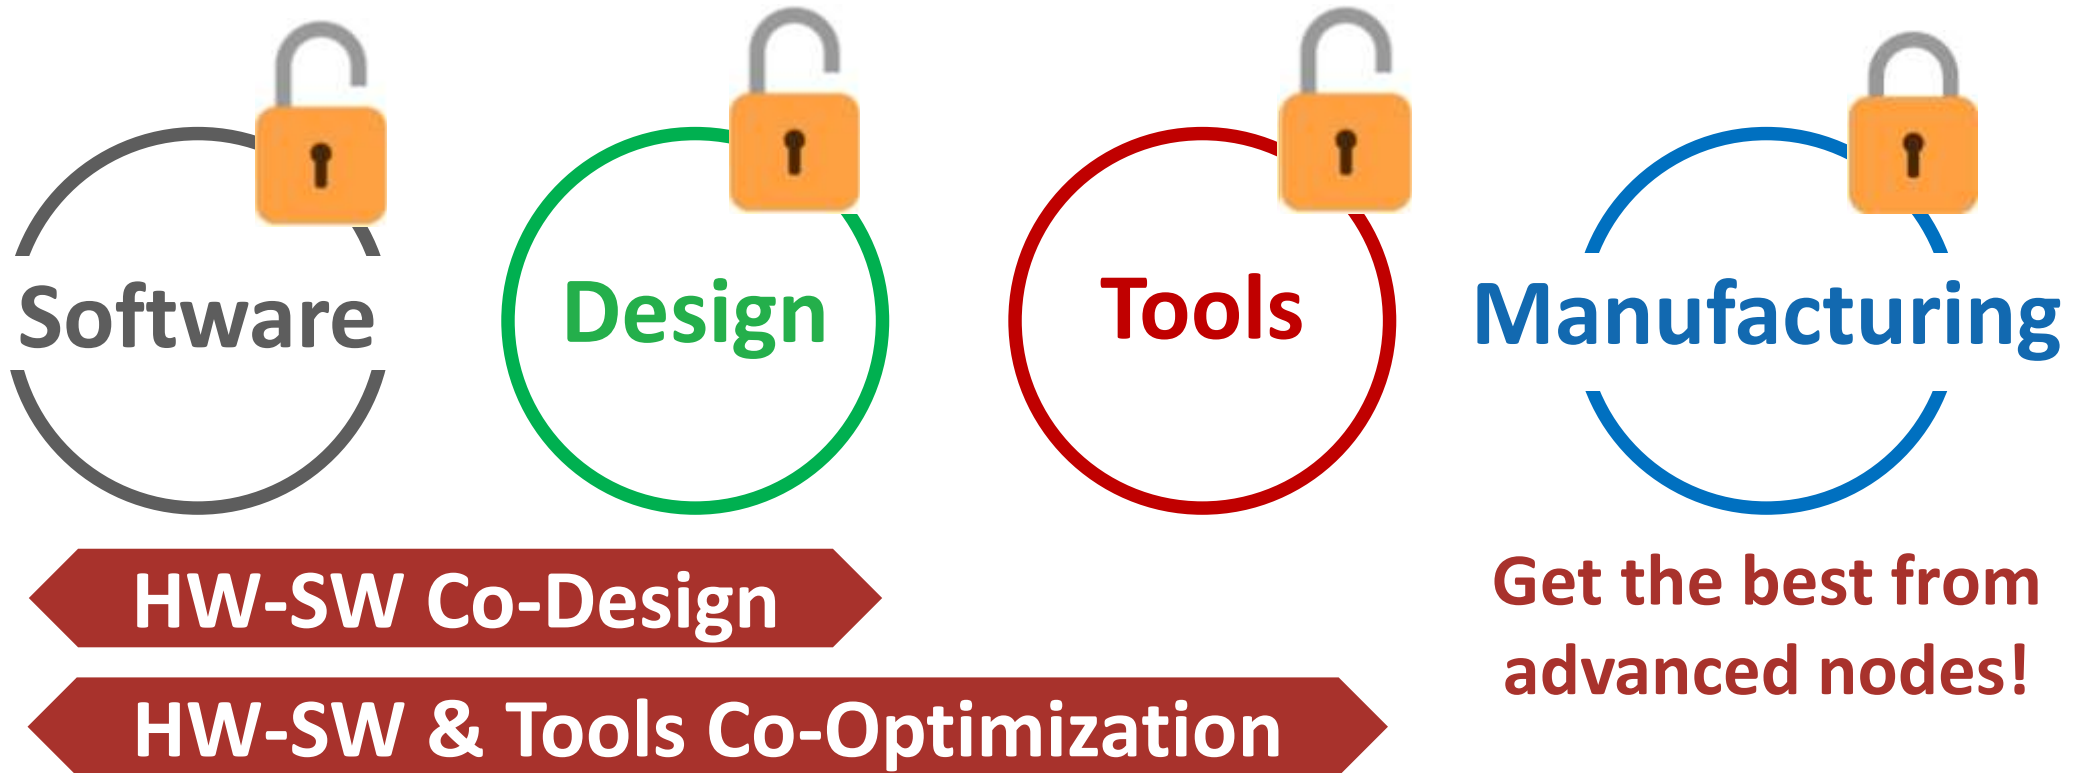 Software
Design
Tools
Manufacturing
HW-SW Co-Design
HW-SW & Tools Co-Optimization
Get the best from
advanced nodes!